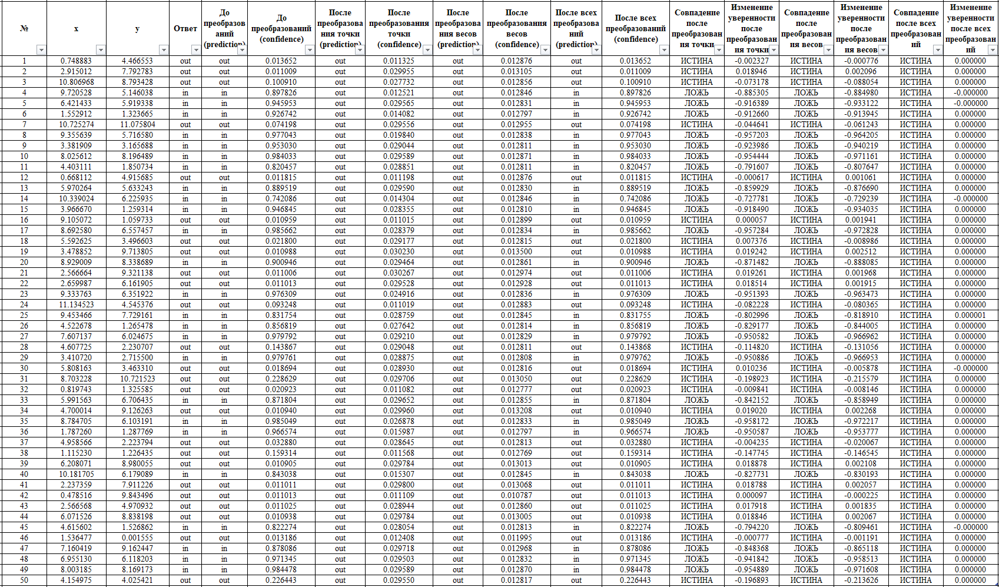 № x y Ответ До преобразований (prediction) До преобразований (confidence) После преобразования точки (prediction) После преобразования точки (confidence) После преобразования весов (prediction) После преобразования весов (confidence) После всех преобразований (prediction) После всех преобразований (confidence) Совпадение после преобразования точки Изменение уверенности после преобразования точки Совпадение после преобразования весов Изменение уверенности после преобразования весов Совпадение после всех преобразований Изменение уверенности после всех преобразований
1 0.748883 4.466553 out out 0.013652 out 0.011325 out 0.012876 out 0.013652 ИСТИНА -0.002327 ИСТИНА -0.000776 ИСТИНА 0.000000
2 2.915012 7.792783 out out 0.011009 out 0.029955 out 0.013105 out 0.011009 ИСТИНА 0.018946 ИСТИНА 0.002096 ИСТИНА 0.000000
3 10.806968 8.793428 out out 0.100910 out 0.027732 out 0.012856 out 0.100910 ИСТИНА -0.073178 ИСТИНА -0.088054 ИСТИНА 0.000000
4 9.720528 5.146038 in in 0.897826 out 0.012521 out 0.012846 in 0.897826 ЛОЖЬ -0.885305 ЛОЖЬ -0.884980 ИСТИНА -0.000000
5 6.421433 5.919338 in in 0.945953 out 0.029565 out 0.012831 in 0.945953 ЛОЖЬ -0.916389 ЛОЖЬ -0.933122 ИСТИНА -0.000000
6 1.552912 1.323665 in in 0.926742 out 0.014082 out 0.012797 in 0.926742 ЛОЖЬ -0.912660 ЛОЖЬ -0.913945 ИСТИНА 0.000000
7 10.725274 11.075804 out out 0.074198 out 0.029556 out 0.012955 out 0.074198 ИСТИНА -0.044641 ИСТИНА -0.061243 ИСТИНА 0.000000
8 9.355639 5.716580 in in 0.977043 out 0.019840 out 0.012838 in 0.977043 ЛОЖЬ -0.957203 ЛОЖЬ -0.964205 ИСТИНА 0.000000
9 3.381909 3.165688 in in 0.953030 out 0.029044 out 0.012811 in 0.953030 ЛОЖЬ -0.923986 ЛОЖЬ -0.940219 ИСТИНА 0.000000
10 8.025612 8.196489 in in 0.984033 out 0.029589 out 0.012871 in 0.984033 ЛОЖЬ -0.954444 ЛОЖЬ -0.971161 ИСТИНА 0.000000
11 4.403111 1.850734 in in 0.820457 out 0.028851 out 0.012811 in 0.820457 ЛОЖЬ -0.791607 ЛОЖЬ -0.807647 ИСТИНА 0.000000
12 0.668112 4.915685 out out 0.011815 out 0.011198 out 0.012876 out 0.011815 ИСТИНА -0.000617 ИСТИНА 0.001061 ИСТИНА 0.000000
13 5.970264 5.633243 in in 0.889519 out 0.029590 out 0.012830 in 0.889519 ЛОЖЬ -0.859929 ЛОЖЬ -0.876690 ИСТИНА 0.000000
14 10.339024 6.225935 in in 0.742086 out 0.014304 out 0.012846 in 0.742086 ЛОЖЬ -0.727781 ЛОЖЬ -0.729239 ИСТИНА -0.000000
15 3.966670 1.259314 in in 0.946845 out 0.028355 out 0.012810 in 0.946845 ЛОЖЬ -0.918490 ЛОЖЬ -0.934035 ИСТИНА 0.000000
16 9.105072 1.059733 out out 0.010959 out 0.011015 out 0.012899 out 0.010959 ИСТИНА 0.000057 ИСТИНА 0.001941 ИСТИНА 0.000000
17 8.692580 6.557457 in in 0.985662 out 0.028379 out 0.012834 in 0.985662 ЛОЖЬ -0.957284 ЛОЖЬ -0.972828 ИСТИНА 0.000000
18 5.592625 3.496603 out out 0.021800 out 0.029177 out 0.012815 out 0.021800 ИСТИНА 0.007376 ИСТИНА -0.008986 ИСТИНА 0.000000
19 3.478852 9.713805 out out 0.010988 out 0.030230 out 0.013500 out 0.010988 ИСТИНА 0.019242 ИСТИНА 0.002512 ИСТИНА 0.000000
20 8.929009 8.338689 in in 0.900946 out 0.029464 out 0.012861 in 0.900946 ЛОЖЬ -0.871482 ЛОЖЬ -0.888085 ИСТИНА 0.000000
21 2.566664 9.321138 out out 0.011006 out 0.030267 out 0.012974 out 0.011006 ИСТИНА 0.019261 ИСТИНА 0.001968 ИСТИНА 0.000000
22 2.659987 6.161905 out out 0.011013 out 0.029528 out 0.012928 out 0.011013 ИСТИНА 0.018514 ИСТИНА 0.001915 ИСТИНА 0.000000
23 9.333763 6.351922 in in 0.976309 out 0.024916 out 0.012836 in 0.976309 ЛОЖЬ -0.951393 ЛОЖЬ -0.963473 ИСТИНА 0.000000
24 11.134523 4.545376 out out 0.093248 out 0.011019 out 0.012883 out 0.093248 ИСТИНА -0.082228 ИСТИНА -0.080365 ИСТИНА 0.000000
25 9.453466 7.729161 in in 0.831754 out 0.028759 out 0.012845 in 0.831755 ЛОЖЬ -0.802996 ЛОЖЬ -0.818910 ИСТИНА 0.000001
26 4.522678 1.265478 in in 0.856819 out 0.027642 out 0.012814 in 0.856819 ЛОЖЬ -0.829177 ЛОЖЬ -0.844005 ИСТИНА 0.000000
27 7.607137 6.024675 in in 0.979792 out 0.029210 out 0.012829 in 0.979792 ЛОЖЬ -0.950582 ЛОЖЬ -0.966962 ИСТИНА 0.000000
28 4.607725 2.230707 out out 0.143867 out 0.029048 out 0.012811 out 0.143868 ИСТИНА -0.114820 ИСТИНА -0.131056 ИСТИНА 0.000000
29 3.410720 2.715500 in in 0.979761 out 0.028875 out 0.012808 in 0.979762 ЛОЖЬ -0.950886 ЛОЖЬ -0.966953 ИСТИНА 0.000000
30 5.808163 3.463310 out out 0.018694 out 0.028930 out 0.012816 out 0.018694 ИСТИНА 0.010236 ИСТИНА -0.005878 ИСТИНА -0.000000
31 8.703228 10.721523 out out 0.228629 out 0.029706 out 0.013050 out 0.228629 ИСТИНА -0.198923 ИСТИНА -0.215579 ИСТИНА 0.000000
32 0.819743 1.325585 out out 0.020923 out 0.011082 out 0.012777 out 0.020923 ИСТИНА -0.009841 ИСТИНА -0.008146 ИСТИНА 0.000000
33 5.991563 6.706435 in in 0.871804 out 0.029652 out 0.012855 in 0.871804 ЛОЖЬ -0.842152 ЛОЖЬ -0.858949 ИСТИНА 0.000000
34 4.700014 9.126263 out out 0.010940 out 0.029960 out 0.013208 out 0.010940 ИСТИНА 0.019020 ИСТИНА 0.002268 ИСТИНА 0.000000
35 8.784705 6.103191 in in 0.985049 out 0.026878 out 0.012833 in 0.985049 ЛОЖЬ -0.958172 ЛОЖЬ -0.972217 ИСТИНА 0.000000
36 1.787260 1.287769 in in 0.966574 out 0.015987 out 0.012797 in 0.966574 ЛОЖЬ -0.950587 ЛОЖЬ -0.953777 ИСТИНА 0.000000
37 4.958566 2.223794 out out 0.032880 out 0.028645 out 0.012813 out 0.032880 ИСТИНА -0.004235 ИСТИНА -0.020067 ИСТИНА 0.000000
38 1.115230 1.226435 out out 0.159314 out 0.011568 out 0.012769 out 0.159314 ИСТИНА -0.147745 ИСТИНА -0.146545 ИСТИНА 0.000000
39 6.208071 8.980055 out out 0.010905 out 0.029784 out 0.013013 out 0.010905 ИСТИНА 0.018878 ИСТИНА 0.002108 ИСТИНА 0.000000
40 10.181705 6.179089 in in 0.843038 out 0.015307 out 0.012845 in 0.843038 ЛОЖЬ -0.827731 ЛОЖЬ -0.830193 ИСТИНА 0.000000
41 2.237359 7.911226 out out 0.011011 out 0.029800 out 0.013068 out 0.011011 ИСТИНА 0.018788 ИСТИНА 0.002057 ИСТИНА 0.000000
42 0.478516 9.843496 out out 0.011013 out 0.011109 out 0.010787 out 0.011013 ИСТИНА 0.000097 ИСТИНА -0.000225 ИСТИНА 0.000000
43 2.566568 4.970932 out out 0.011025 out 0.028944 out 0.012860 out 0.011025 ИСТИНА 0.017918 ИСТИНА 0.001835 ИСТИНА 0.000000
44 6.071526 8.838198 out out 0.010938 out 0.029784 out 0.013005 out 0.010938 ИСТИНА 0.018846 ИСТИНА 0.002067 ИСТИНА 0.000000
45 4.615602 1.526862 in in 0.822274 out 0.028054 out 0.012813 in 0.822274 ЛОЖЬ -0.794220 ЛОЖЬ -0.809461 ИСТИНА -0.000000
46 1.536477 0.001555 out out 0.013186 out 0.012408 out 0.011995 out 0.013186 ИСТИНА -0.000777 ИСТИНА -0.001191 ИСТИНА 0.000000
47 7.160419 9.162447 in in 0.878086 out 0.029718 out 0.012968 in 0.878086 ЛОЖЬ -0.848368 ЛОЖЬ -0.865118 ИСТИНА 0.000000
48 6.955130 6.118203 in in 0.971345 out 0.029503 out 0.012832 in 0.971345 ЛОЖЬ -0.941842 ЛОЖЬ -0.958513 ИСТИНА 0.000000
49 8.003185 8.169173 in in 0.984478 out 0.029589 out 0.012870 in 0.984478 ЛОЖЬ -0.954889 ЛОЖЬ -0.971608 ИСТИНА 0.000000
50 4.154975 4.025421 out out 0.226443 out 0.029550 out 0.012817 out 0.226443 ИСТИНА -0.196893 ИСТИНА -0.213626 ИСТИНА 0.000000